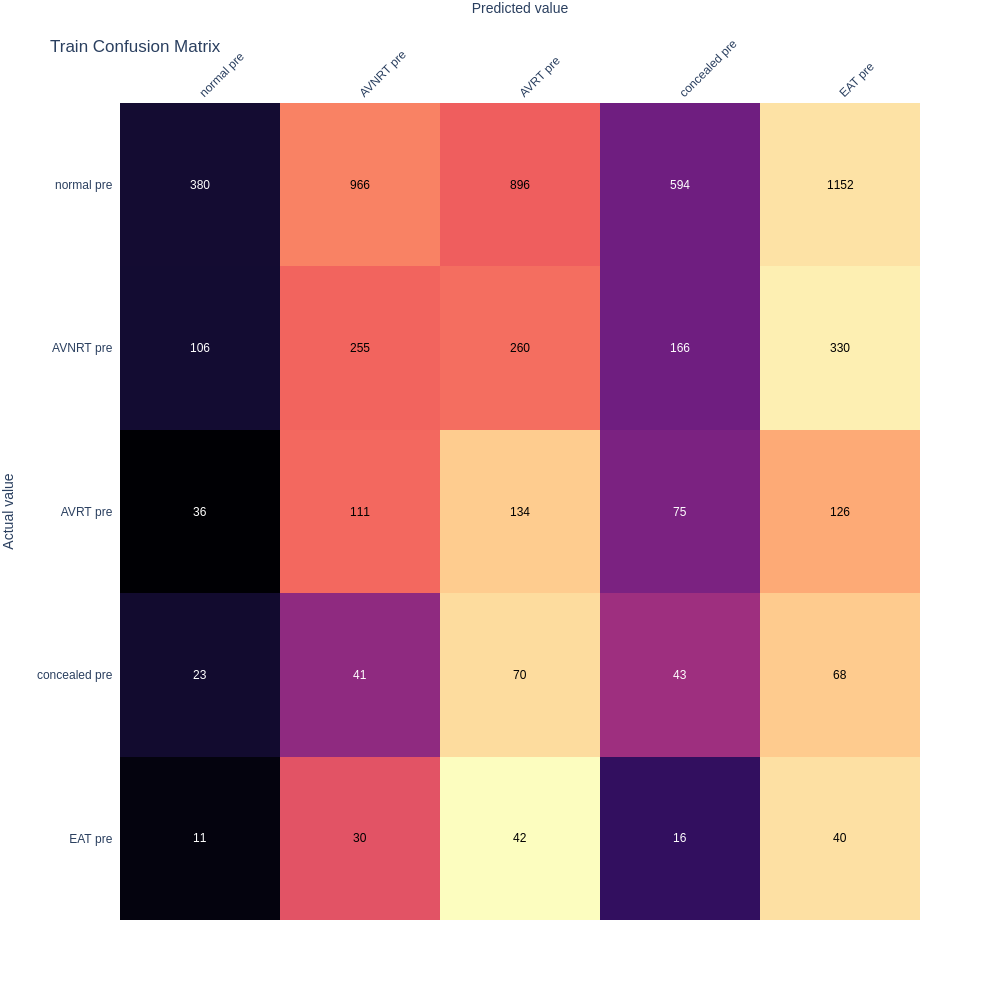 Predicted value
Train Confusion Matrix
normal pre AVNRT pre AVRT pre concealed pre EAT pre
normal pre 380 966 896 594 1152
AVNRT pre 106 255 260 166 330
Actual value
AVRT pre 36 111 134 75 126
concealed pre 23 41 70 43 68
EAT pre 11 30 42 16 40